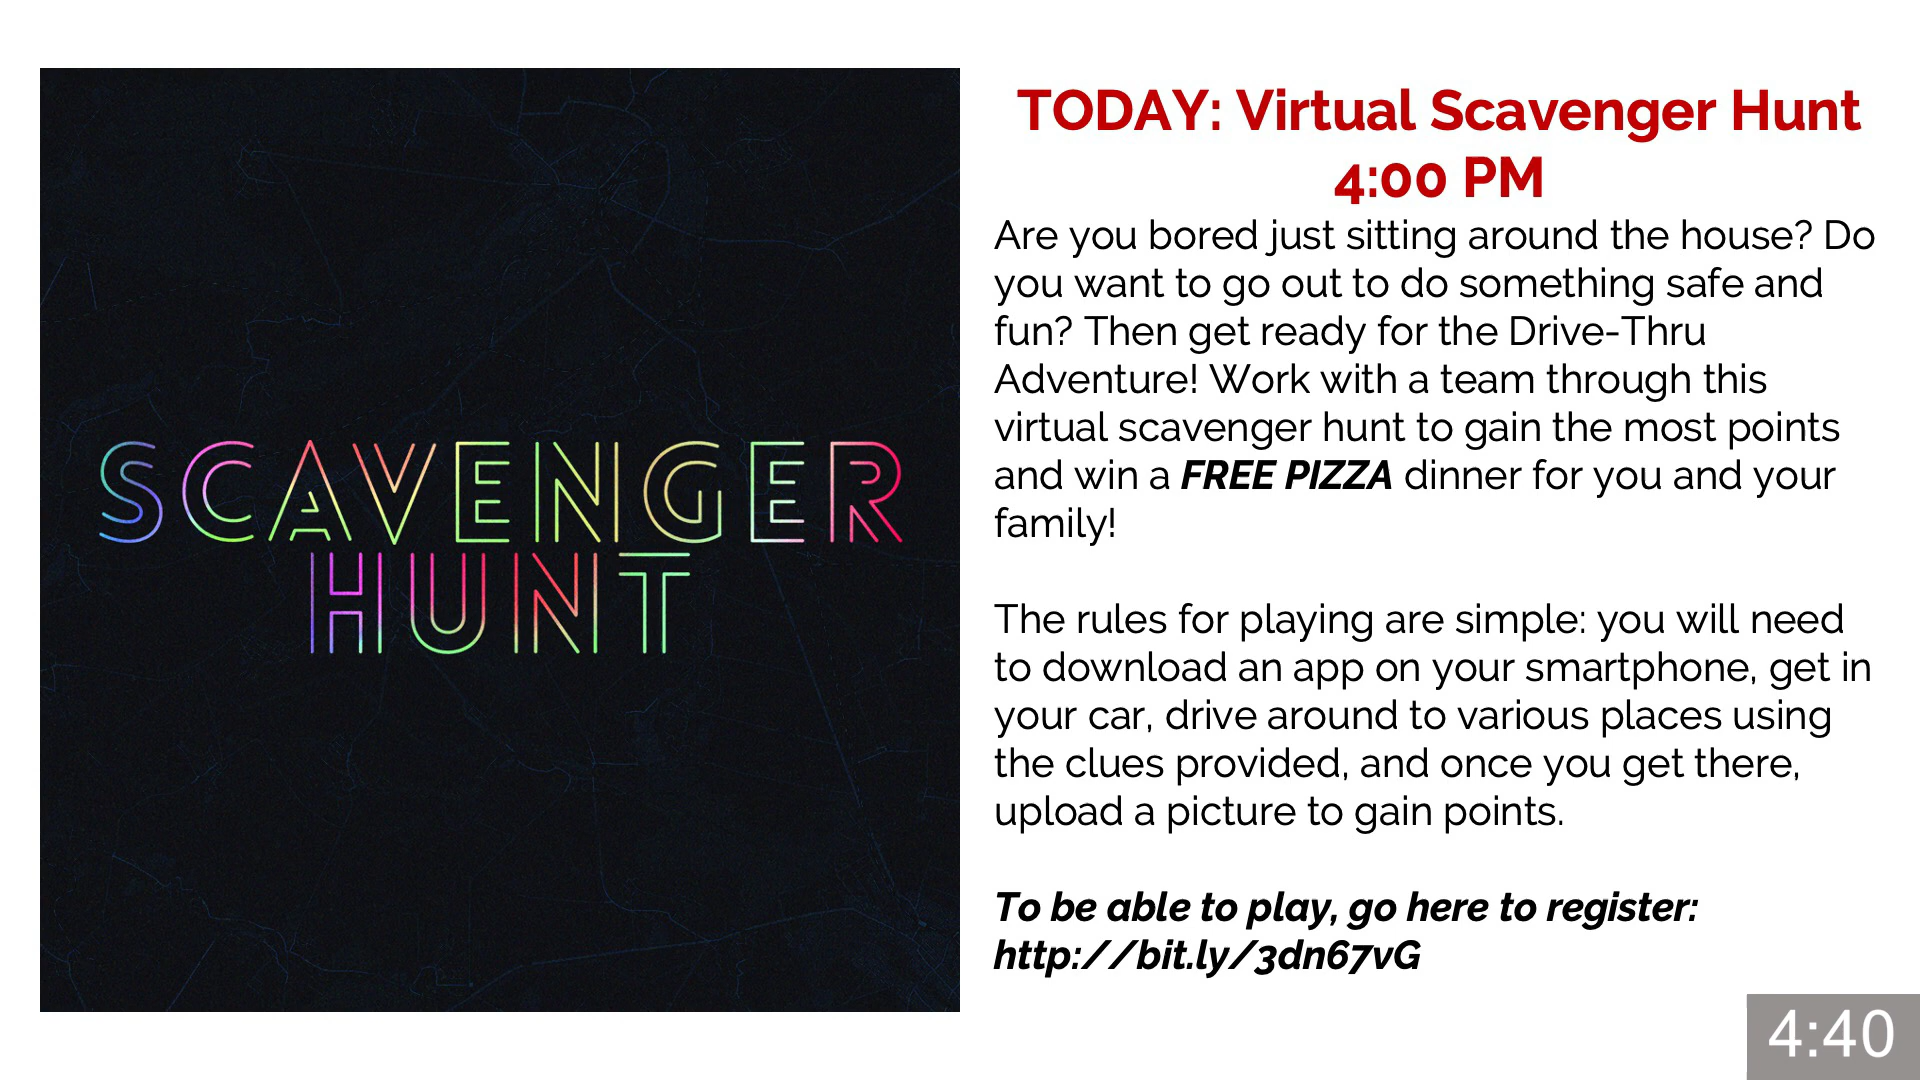 SCAVENGER
HUNT
TODAY: Virtual Scavenger Hunt
4:00 PM
Are you bored just sitting around the house? Do
you want to go out to do something safe and
fun? Then get ready for the Drive-Thru
Adventure! Work with a team through this
virtual scavenger hunt to gain the most points
and win a FREE PIZZA dinner for you and your
family!
The rules for playing are simple: you will need
to download an app on your smartphone, get in
your car, drive around to various places using
the clues provided, and once you get there,
upload a picture to gain points.
To be able to play, go here to register:
http://bit.ly/3dn67vG
4:40